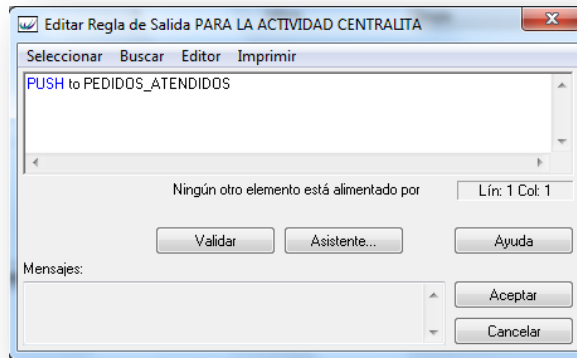 Editar Regla de Salida PARA LA ACTIVIDAD CENTRALITA
Seleccionar Buscar Editor Imprimir
PUSH to PEDIDOS_ATENDIDOS
Ningún otro elemento está alimentado por Lín: 1 Col: 1
Validar Asistente... Ayuda
Mensajes:
Aceptar
Cancelar